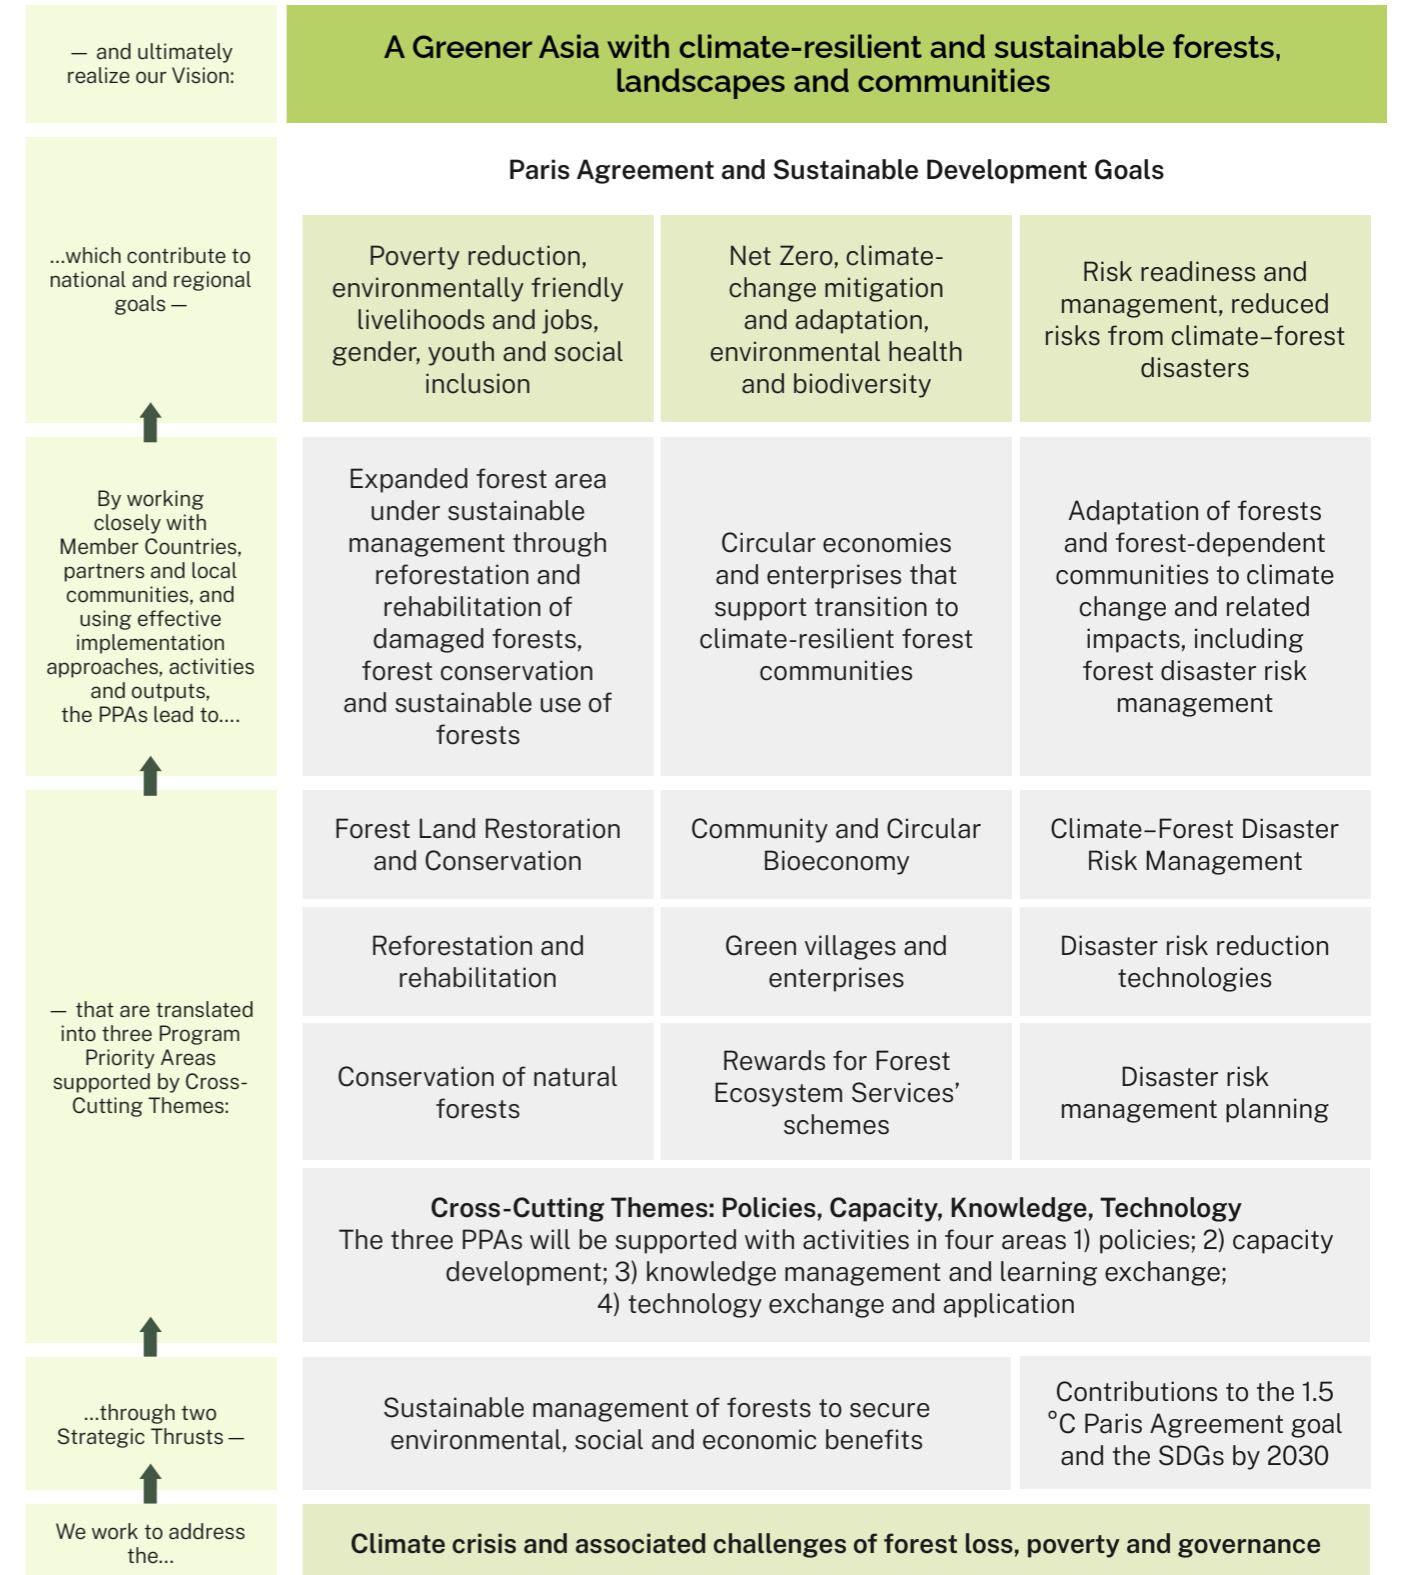 — and ultimately
realize our Vision:
A Greener Asia with climate-resilient and sustainable forests,
landscapes and communities
...which contribute to
national and regional
goals —
Paris Agreement and Sustainable Development Goals
Poverty reduction,
environmentally friendly
livelihoods and jobs,
gender, youth and social
inclusion
Net Zero, climate-
change mitigation
and adaptation,
environmental health
and biodiversity
Risk readiness and
management, reduced
risks from climate–forest
disasters
By working
closely with
Member Countries,
partners and local
communities, and
using effective
implementation
approaches, activities
and outputs,
the PPAs lead to....
Expanded forest area
under sustainable
management through
reforestation and
rehabilitation of
damaged forests,
forest conservation
and sustainable use of
forests
Circular economies
and enterprises that
support transition to
climate-resilient forest
communities
Adaptation of forests
and forest-dependent
communities to climate
change and related
impacts, including
forest disaster risk
management
— that are translated
into three Program
Priority Areas
supported by Cross-
Cutting Themes:
Forest Land Restoration
and Conservation
Community and Circular
Bioeconomy
Climate–Forest Disaster
Risk Management
Reforestation and
rehabilitation
Green villages and
enterprises
Disaster risk reduction
technologies
Conservation of natural
forests
Rewards for Forest
Ecosystem Services’
schemes
Disaster risk
management planning
Cross-Cutting Themes: Policies, Capacity, Knowledge, Technology
The three PPAs will be supported with activities in four areas 1) policies; 2) capacity
development; 3) knowledge management and learning exchange;
4) technology exchange and application
...through two
Strategic Thrusts —
Sustainable management of forests to secure
environmental, social and economic benefits
Contributions to the 1.5
°C Paris Agreement goal
and the SDGs by 2030
We work to address
the...
Climate crisis and associated challenges of forest loss, poverty and governance